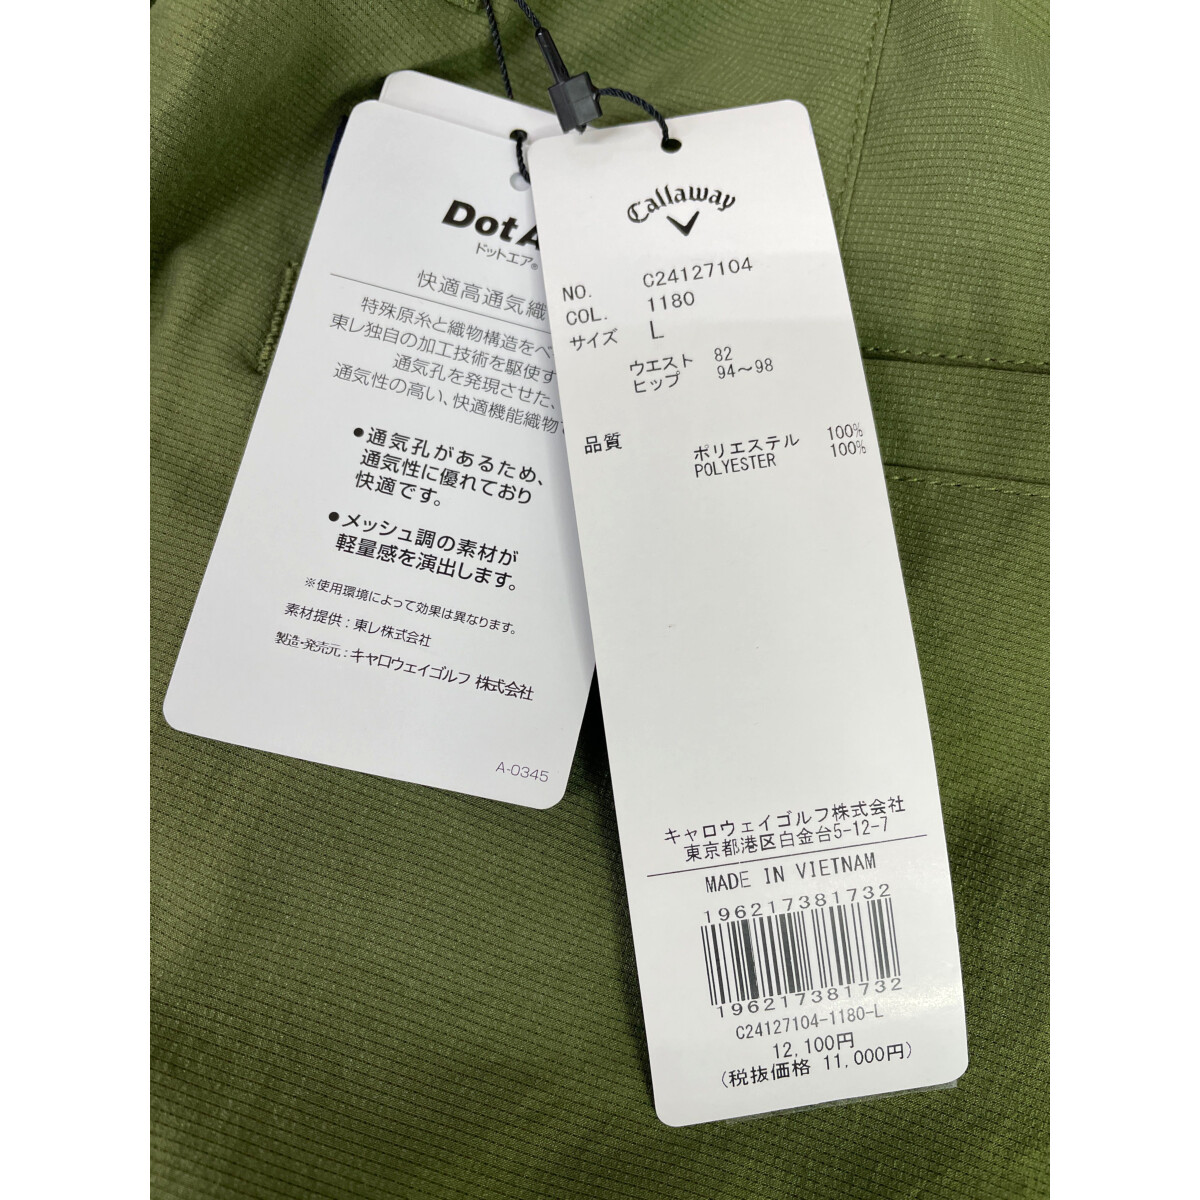 Dot A
ドットエア®
快適高通気織
特殊原糸と織物構造をベ
東レ独自の加工技術を駆使す
通気孔を発現させた、
通気性の高い、快適機能織物
●通気孔があるため、
通気性に優れており
快適です。
●メッシュ調の素材が
軽量感を演出します。
※使用環境によって効果は異なります。
素材提供：東レ株式会社
製造・発売元：キャロウェイゴルフ 株式会社
A-0345
Callaway
NO. C24127104
COL. 1180
サイズ L
ウエスト 82
ヒップ 94～98
品質 ポリエステル 100%
POLYESTER 100%
キャロウェイゴルフ株式会社
東京都港区白金台5-12-7
MADE IN VIETNAM
196217381732
196217381732
C24127104-1180-L
12,100円
(税抜価格 11,000円)